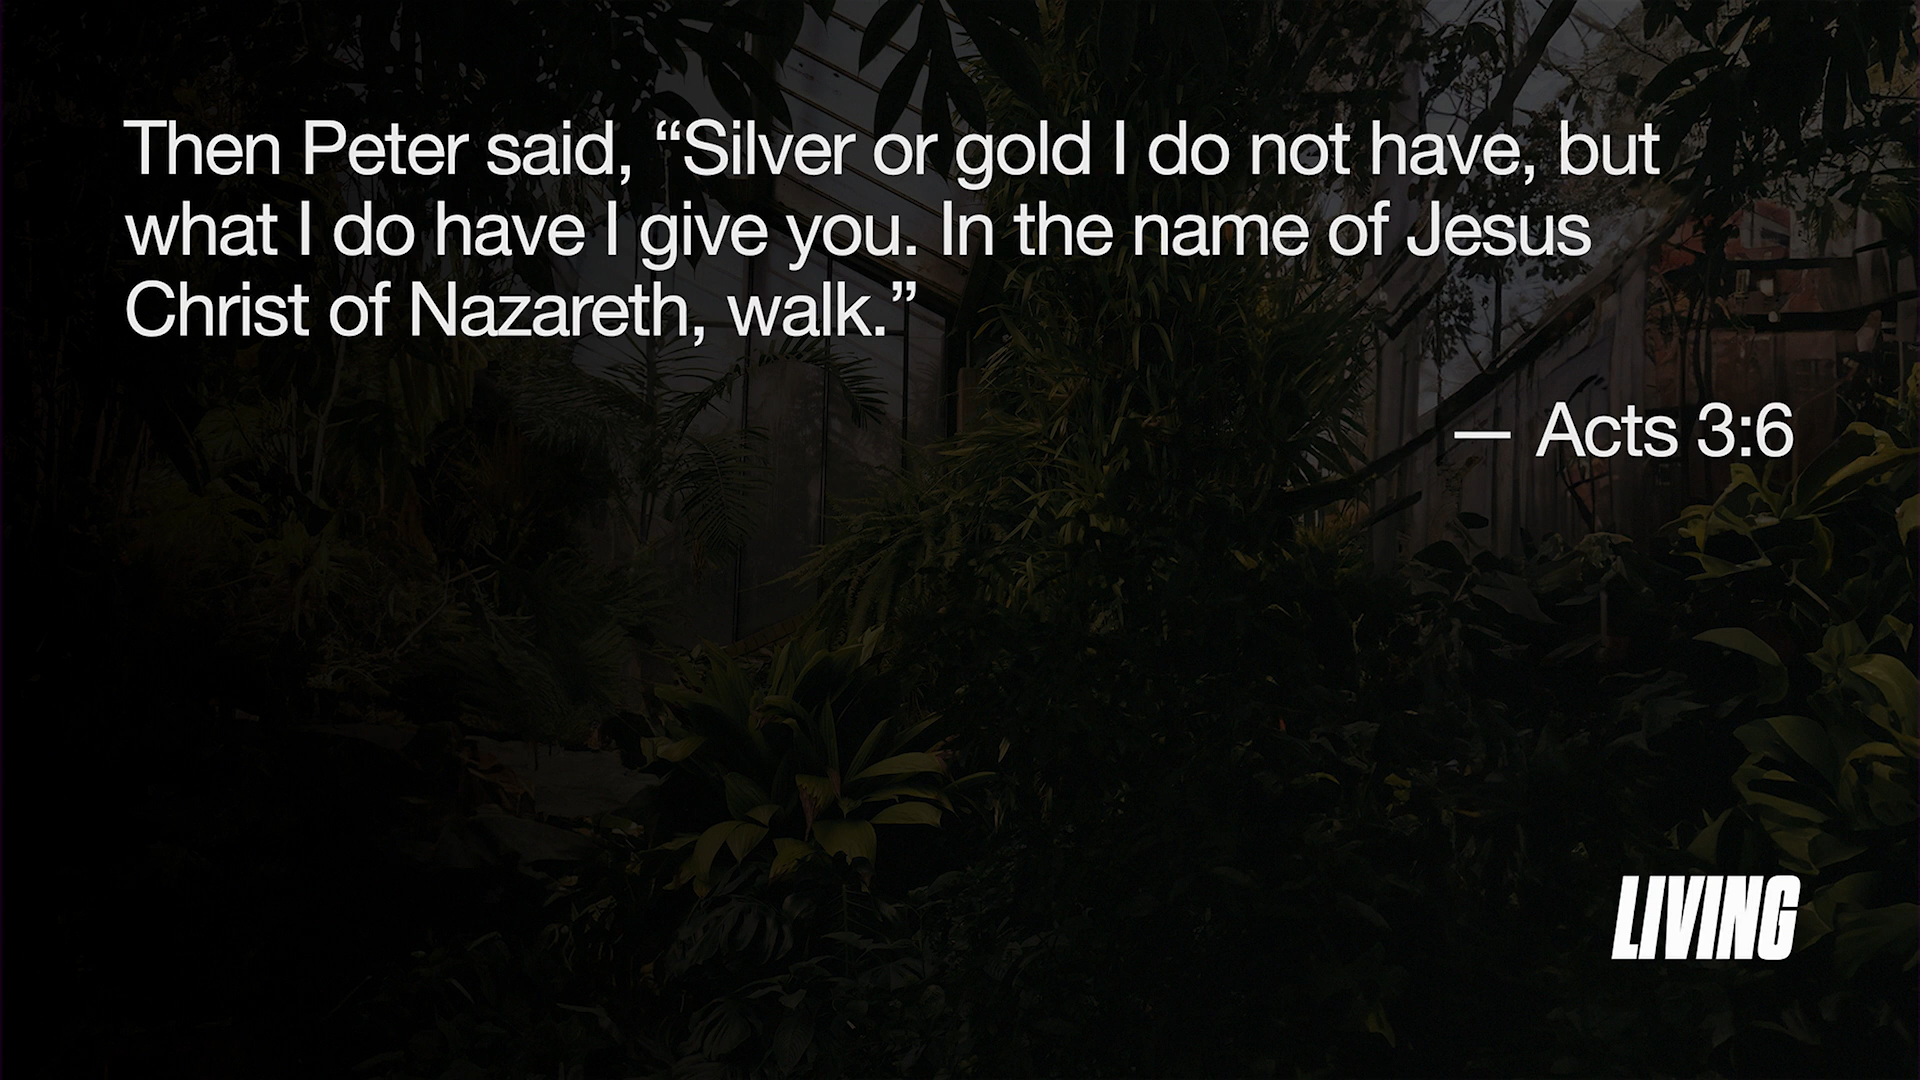 Then Peter said, “Silver or gold I do not have, but
what I do have I give you. In the name of Jesus
Christ of Nazareth, walk.”
— Acts 3:6
LIVING